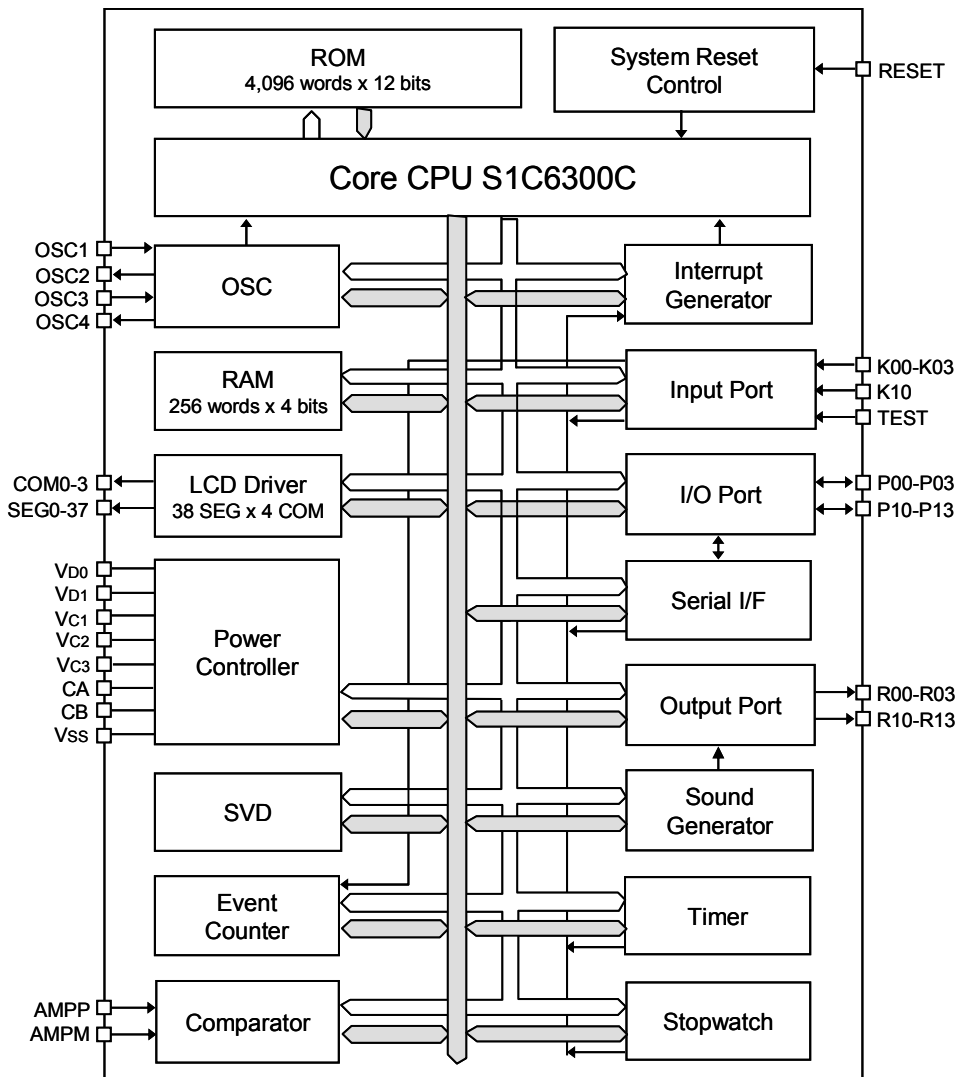 ROM
4,096 words x 12 bits
System Reset
Control
RESET
Core CPU S1C6300C
OSC1
OSC2
OSC3
OSC4
OSC
Interrupt
Generator
RAM
256 words x 4 bits
Input Port
K00-K03
K10
TEST
COM0-3
SEG0-37
LCD Driver
38 SEG x 4 COM
I/O Port
P00-P03
P10-P13
VD0
VD1
VC1
VC2
VC3
CA
CB
VSS
Power
Controller
Serial I/F
Output Port
R00-R03
R10-R13
SVD
Sound
Generator
Event
Counter
Timer
AMPP
AMPM
Comparator
Stopwatch